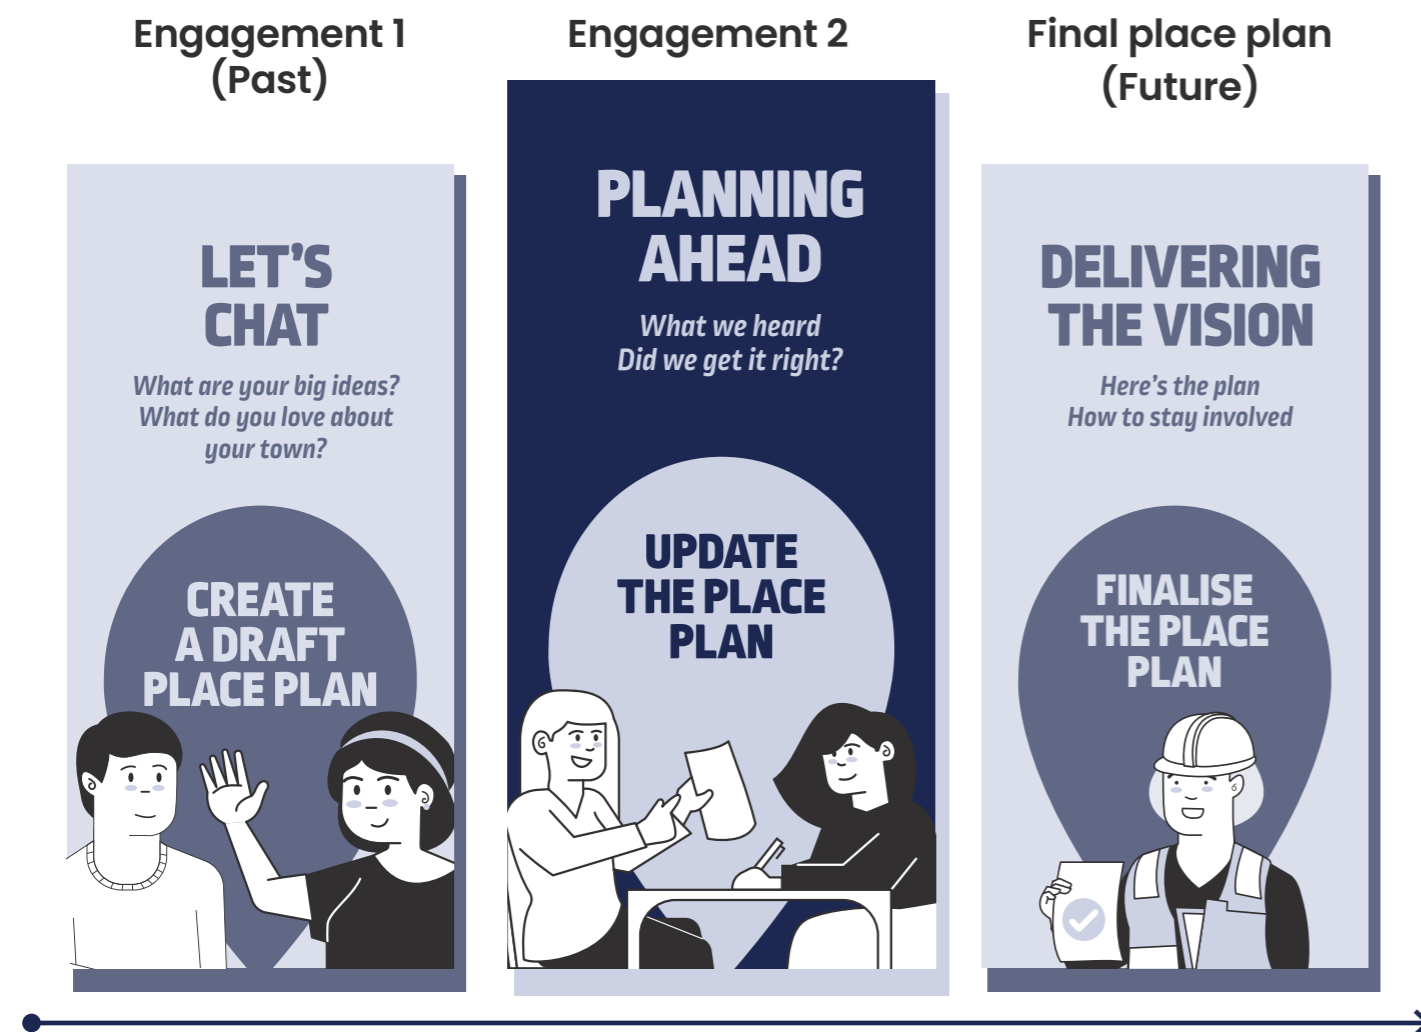 Engagement 1
(Past)
LET’S
CHAT
What are your big ideas?
What do you love about
your town?
CREATE
A DRAFT
PLACE PLAN
Engagement 2
PLANNING
AHEAD
What we heard
Did we get it right?
UPDATE
THE PLACE
PLAN
Final place plan
(Future)
DELIVERING
THE VISION
Here’s the plan
How to stay involved
FINALISE
THE PLACE
PLAN